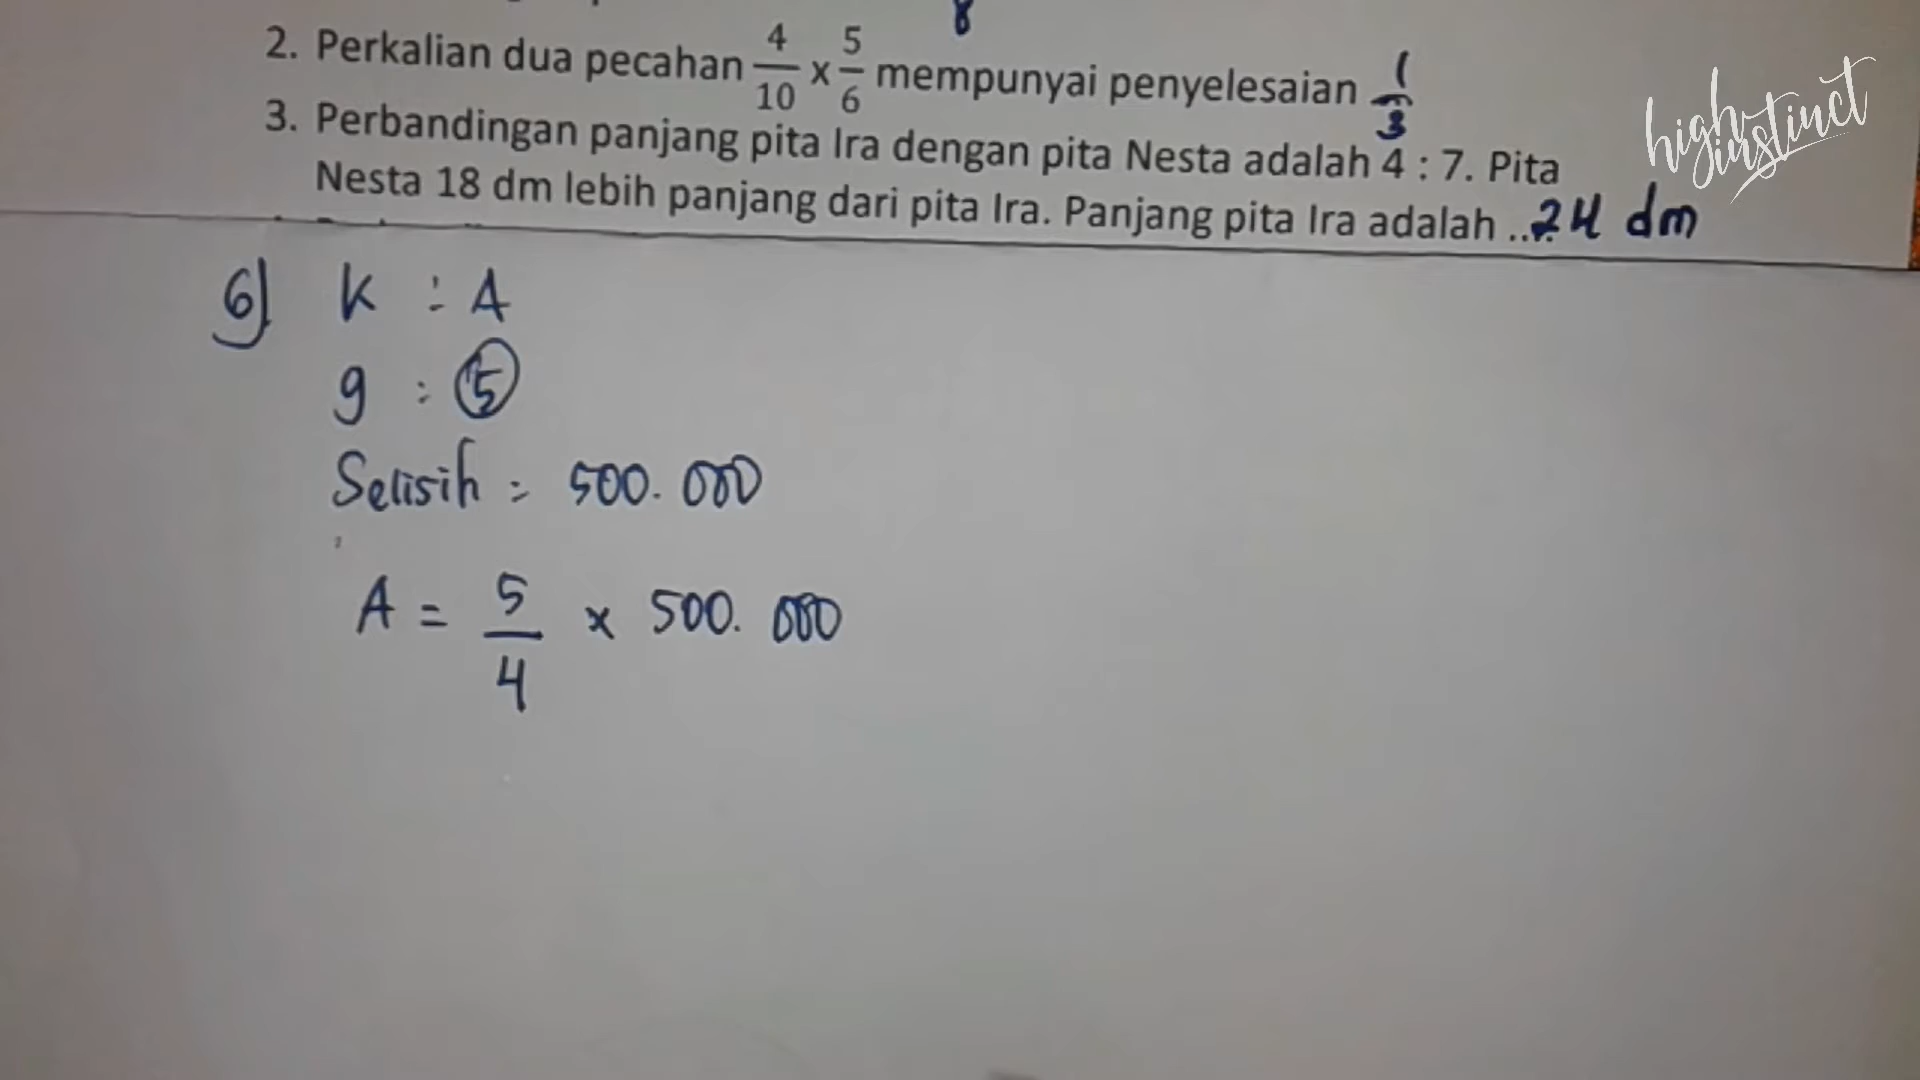 8
2. Perkalian dua pecahan 4/10 x 5/6 mempunyai penyelesaian 1/3
3. Perbandingan panjang pita Ira dengan pita Nesta adalah 4 : 7. Pita
Nesta 18 dm lebih panjang dari pita Ira. Panjang pita Ira adalah .... 24 dm
high instinct
6) K : A
9 : 5
Selisih = 500.000
A = 5/4 x 500.000